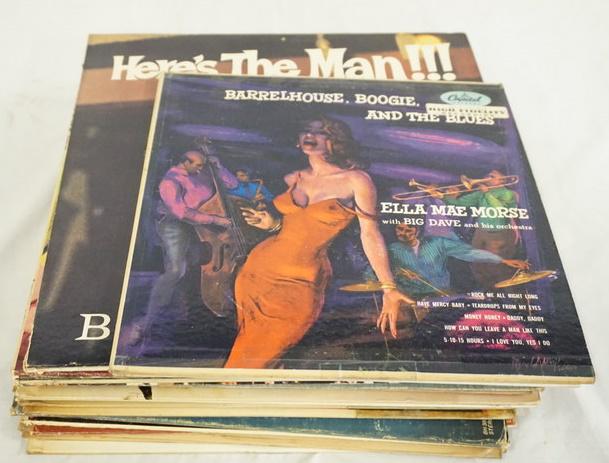 Here's The Man!!!
BARRELHOUSE, BOOGIE,
AND THE BLUES
Capitol
HIGH FIDELITY
ELLA MAE MORSE
with BIG DAVE and his orchestra
ROCK ME ALL NIGHT LONG
HAVE MERCY BABY • TEARDROPS FROM MY EYES
MONEY HONEY • DADDY, DADDY
HOW CAN YOU LEAVE A MAN LIKE THIS
5-10-15 HOURS • I LOVE YOU, YES I DO
B